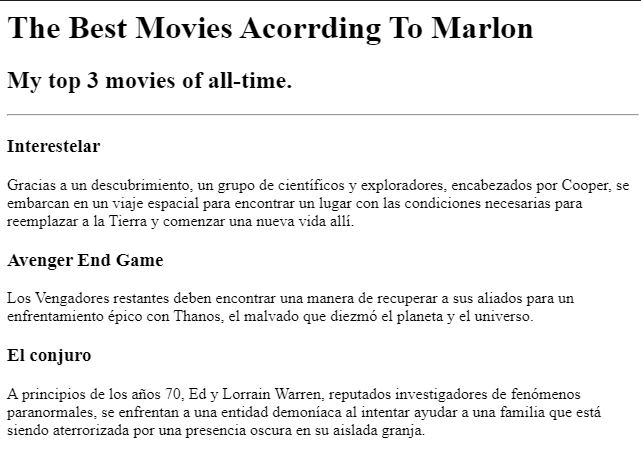 The Best Movies Acorrding To Marlon
My top 3 movies of all-time.
Interestelar
Gracias a un descubrimiento, un grupo de científicos y exploradores, encabezados por Cooper, se
embarcan en un viaje espacial para encontrar un lugar con las condiciones necesarias para
reemplazar a la Tierra y comenzar una nueva vida allí.
Avenger End Game
Los Vengadores restantes deben encontrar una manera de recuperar a sus aliados para un
enfrentamiento épico con Thanos, el malvado que diezmó el planeta y el universo.
El conjuro
A principios de los años 70, Ed y Lorrain Warren, reputados investigadores de fenómenos
paranormales, se enfrentan a una entidad demoníaca al intentar ayudar a una familia que está
siendo aterrorizada por una presencia oscura en su aislada granja.